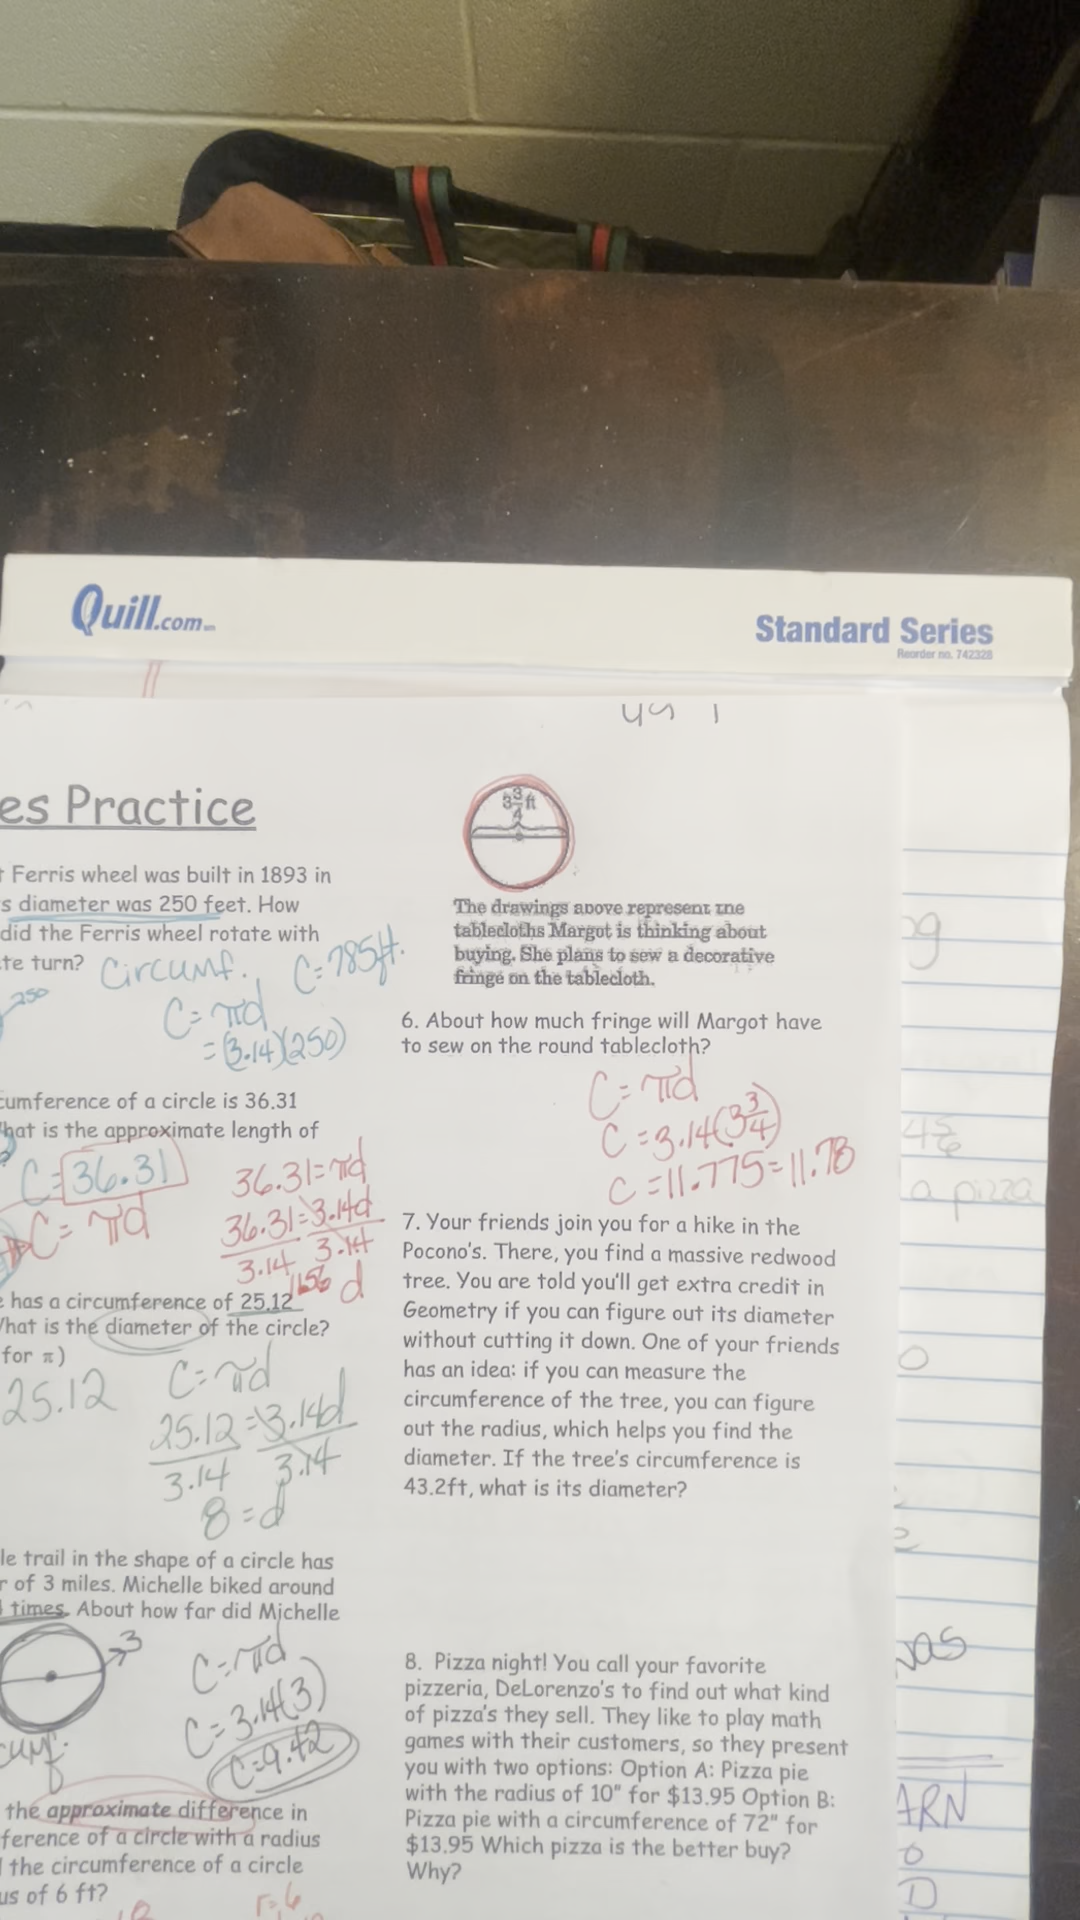 Quill.com
Standard Series
Reorder no. 742328
es Practice
Ferris wheel was built in 1893 in
s diameter was 250 feet. How
did the Ferris wheel rotate with
te turn?
Circumf. C=785ft.
250
C=πd
=(3.14)(250)
cumference of a circle is 36.31
hat is the approximate length of
C=36.31
C=πd
36.31=πd
36.31=3.14d
3.14 3.14
d
e has a circumference of 25.12
hat is the diameter of the circle?
for π)
25.12
C=πd
25.12=3.14d
3.14 3.14
8=d
le trail in the shape of a circle has
r of 3 miles. Michelle biked around
times. About how far did Michelle
3
C=πd
C=3.14(3)
C=9.42
cumf.
the approximate difference in
ference of a circle with a radius
the circumference of a circle
us of 6 ft?
r=6
3 3/4 ft
The drawings above represent the
tablecloths Margot is thinking about
buying. She plans to sew a decorative
fringe on the tablecloth.
6. About how much fringe will Margot have
to sew on the round tablecloth?
C=πd
C=3.14(3 3/4)
C=11.775=11.78
7. Your friends join you for a hike in the
Pocono's. There, you find a massive redwood
tree. You are told you'll get extra credit in
Geometry if you can figure out its diameter
without cutting it down. One of your friends
has an idea: if you can measure the
circumference of the tree, you can figure
out the radius, which helps you find the
diameter. If the tree's circumference is
43.2ft, what is its diameter?
8. Pizza night! You call your favorite
pizzeria, DeLorenzo's to find out what kind
of pizza's they sell. They like to play math
games with their customers, so they present
you with two options: Option A: Pizza pie
with the radius of 10" for $13.95 Option B:
Pizza pie with a circumference of 72" for
$13.95 Which pizza is the better buy?
Why?
a pizza
was
ARN
O
D